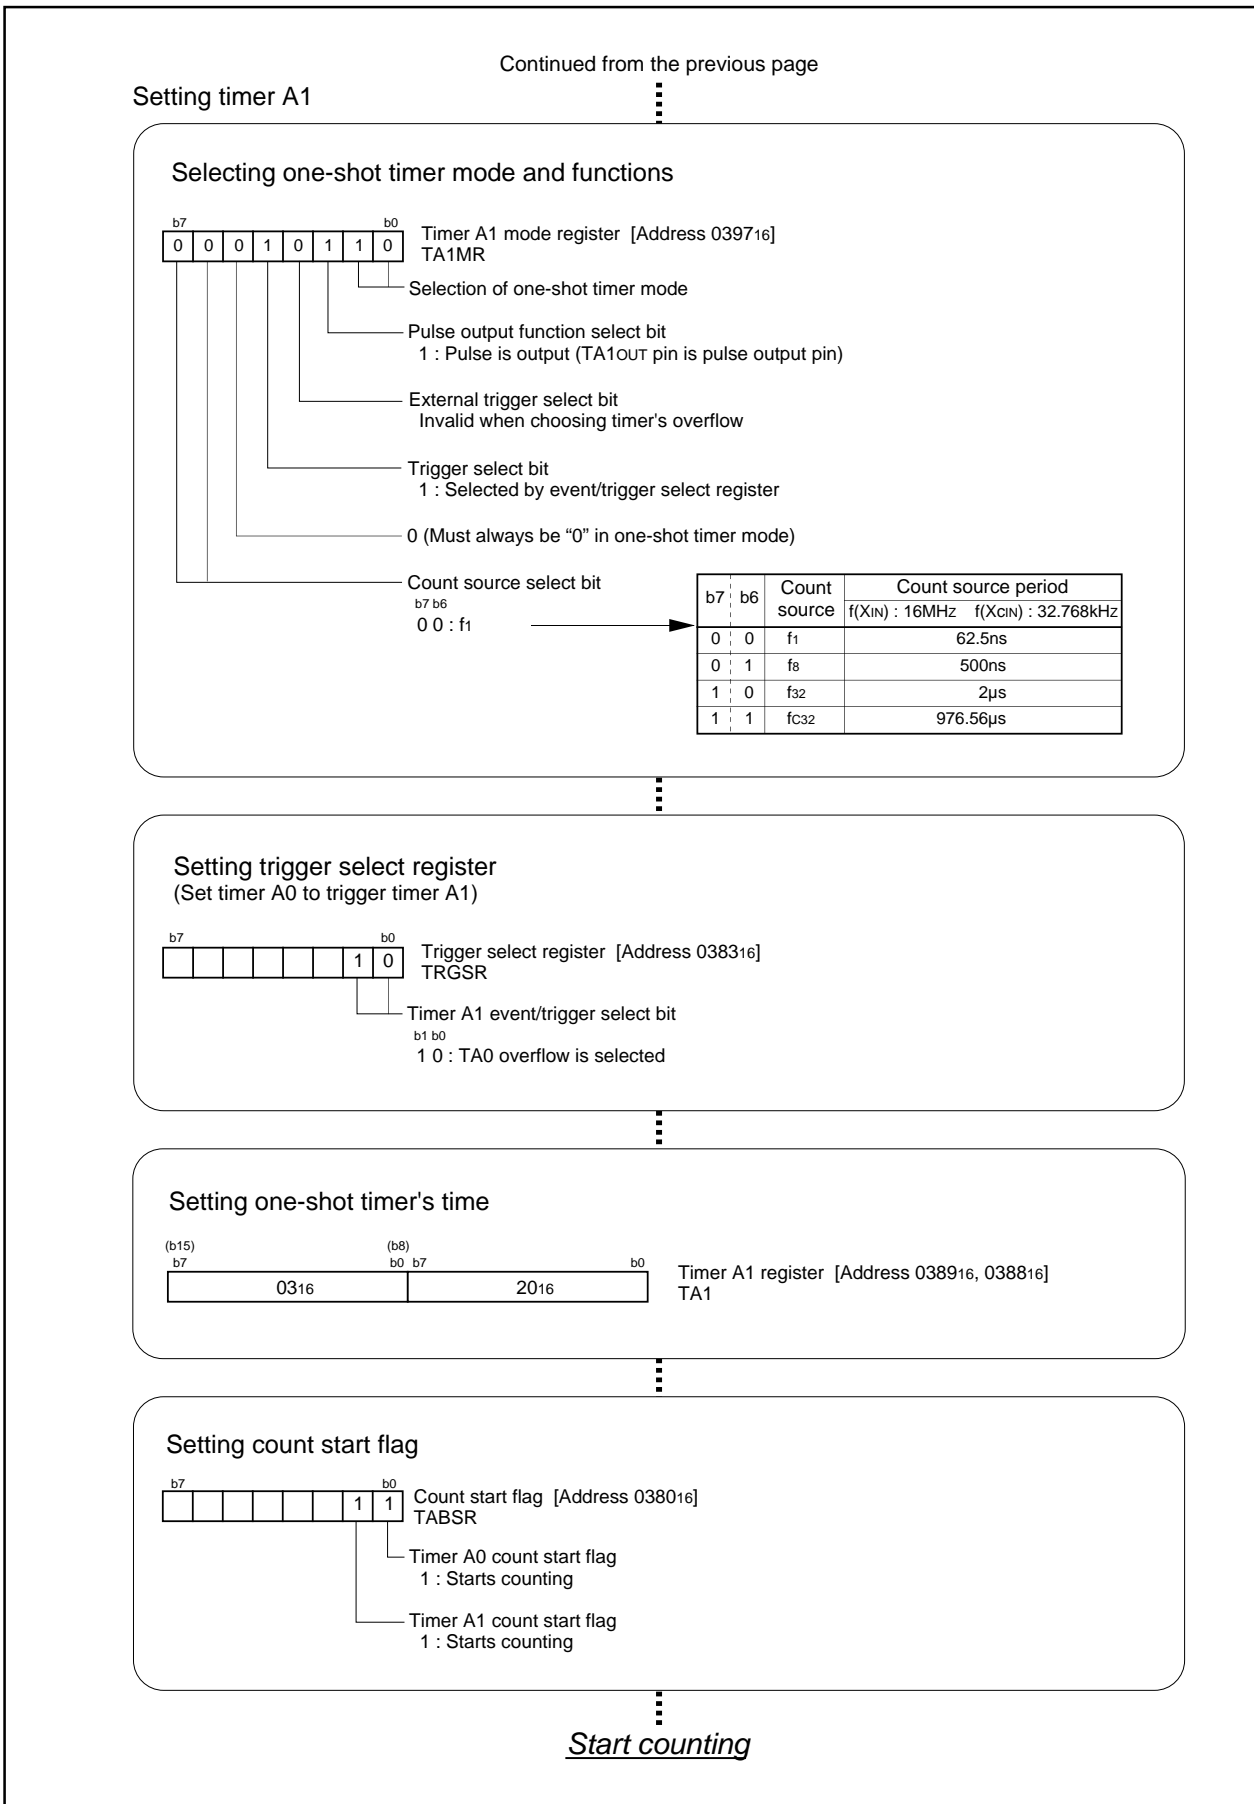 Continued from the previous page
Setting timer A1
Selecting one-shot timer mode and functions
b7 b0
0 0 0 1 0 1 1 0
Timer A1 mode register [Address 039716]
TA1MR
Selection of one-shot timer mode
Pulse output function select bit
1 : Pulse is output (TA1OUT pin is pulse output pin)
External trigger select bit
Invalid when choosing timer's overflow
Trigger select bit
1 : Selected by event/trigger select register
0 (Must always be “0” in one-shot timer mode)
Count source select bit
b7 b6
0 0 : f1
b7 b6 Count source Count source period
f(XIN) : 16MHz f(XCIN) : 32.768kHz
0 0 f1 62.5ns
0 1 f8 500ns
1 0 f32 2µs
1 1 fC32 976.56µs
Setting trigger select register
(Set timer A0 to trigger timer A1)
b7 b0
1 0
Trigger select register [Address 038316]
TRGSR
Timer A1 event/trigger select bit
b1 b0
1 0 : TA0 overflow is selected
Setting one-shot timer's time
(b15) (b8)
b7 b0 b7 b0
0316 2016
Timer A1 register [Address 038916, 038816]
TA1
Setting count start flag
b7 b0
1 1
Count start flag [Address 038016]
TABSR
Timer A0 count start flag
1 : Starts counting
Timer A1 count start flag
1 : Starts counting
Start counting